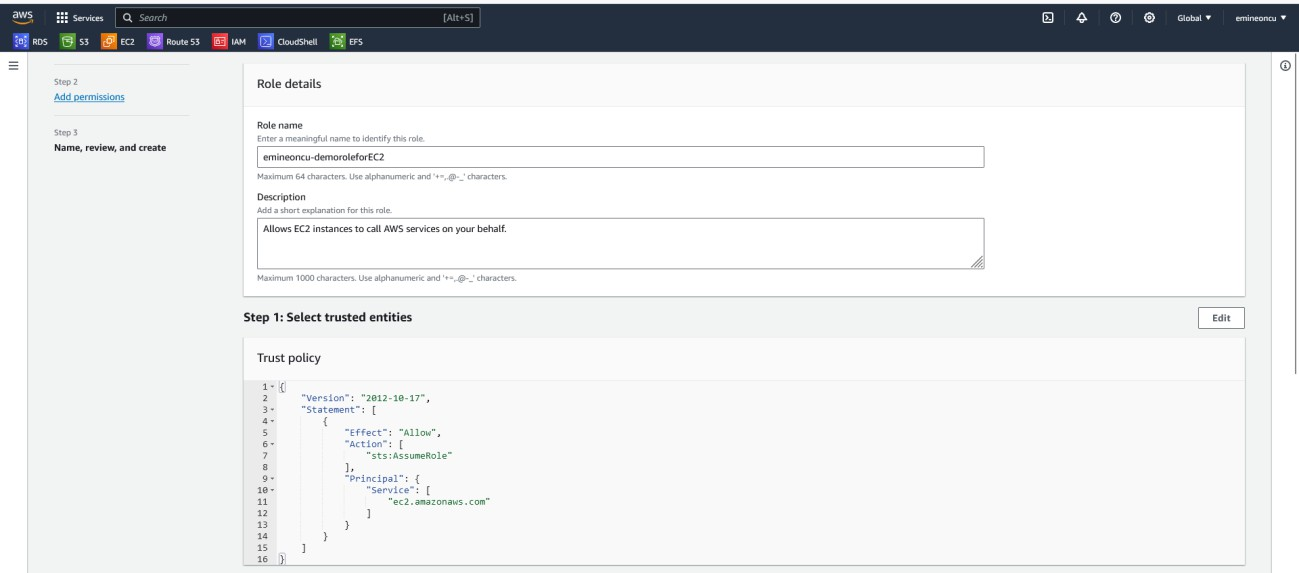 aws
Services
Search [Alt+S]
Global ▼
emineoncu ▼
RDS S3 EC2 Route 53 IAM CloudShell EFS
Step 2
Add permissions
Step 3
Name, review, and create
Role details
Role name
Enter a meaningful name to identify this role.
emineoncu-demoroleforEC2
Maximum 64 characters. Use alphanumeric and '+=,.@-_' characters.
Description
Add a short explanation for this role.
Allows EC2 instances to call AWS services on your behalf.
Maximum 1000 characters. Use alphanumeric and '+=,.@-_' characters.
Step 1: Select trusted entities
Edit
Trust policy
1 {
2 "Version": "2012-10-17",
3 "Statement": [
4 {
5 "Effect": "Allow",
6 "Action": [
7 "sts:AssumeRole"
8 ],
9 "Principal": {
10 "Service": [
11 "ec2.amazonaws.com"
12 ]
13 }
14 }
15 ]
16 }